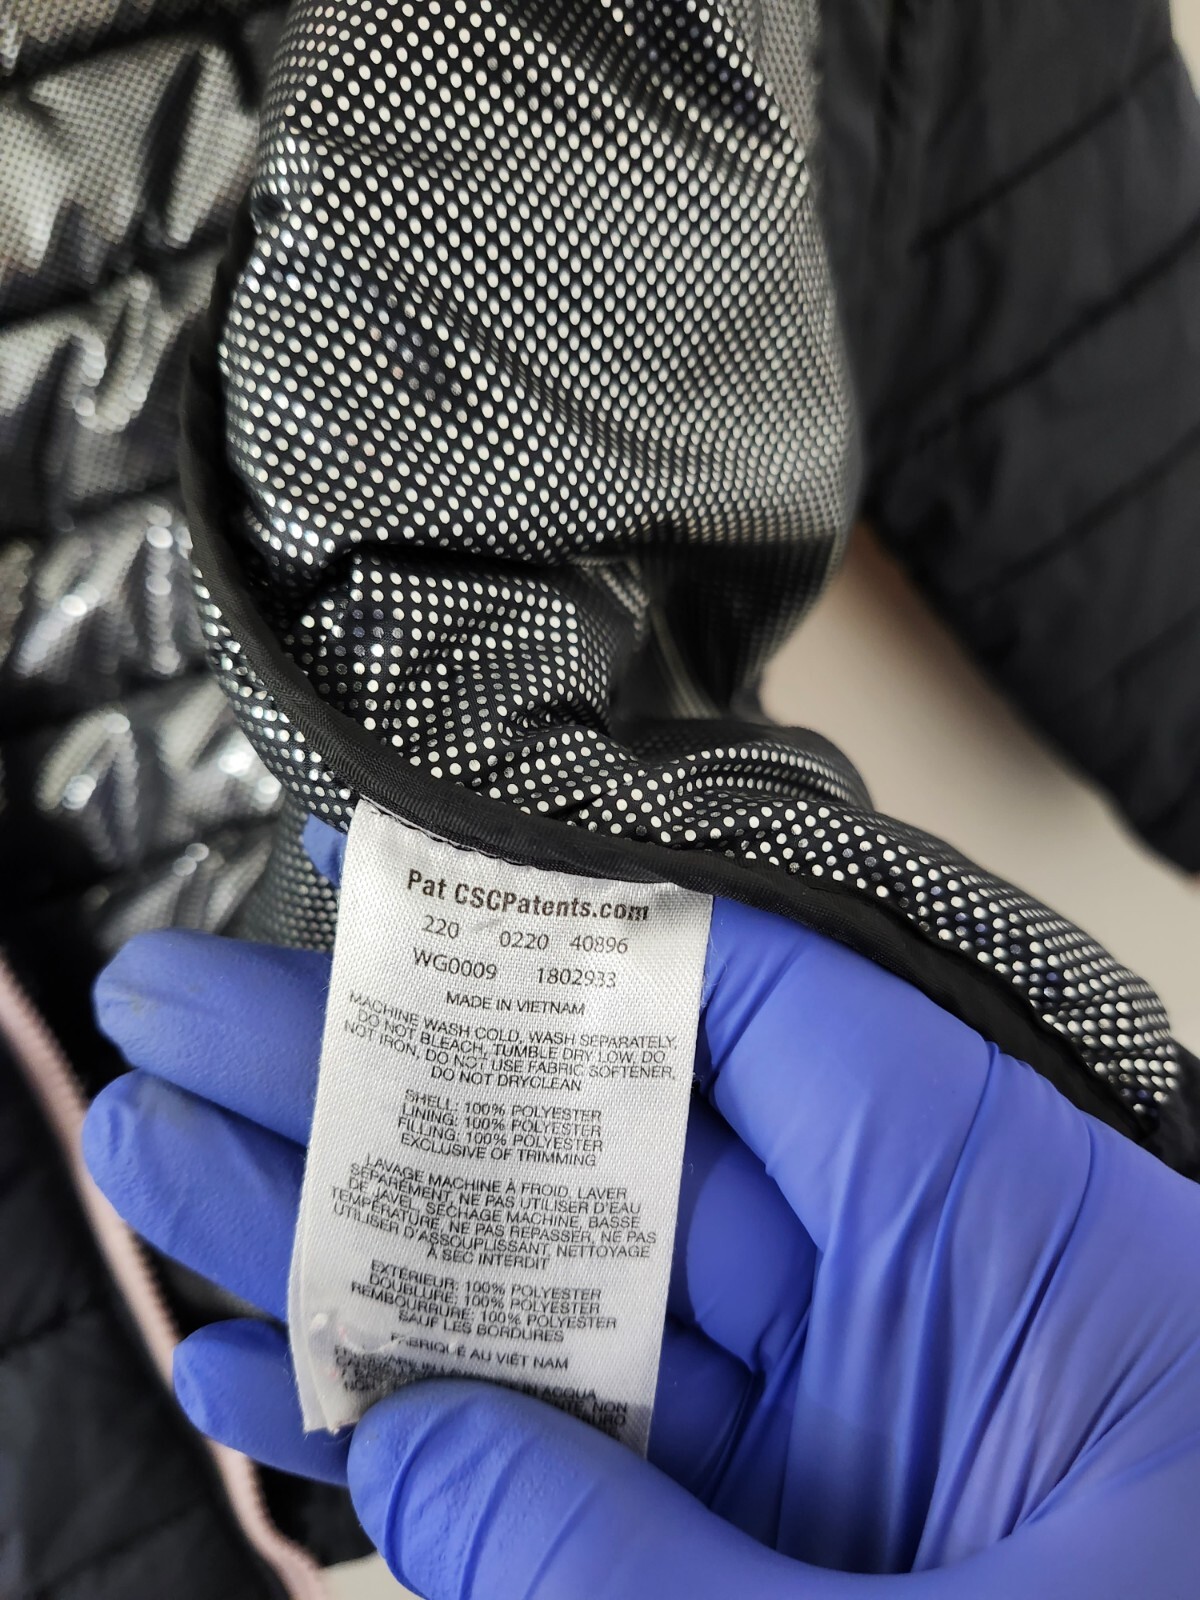 Pat CSCPatents.com
220 0220 40896
WG0009 1802933
MADE IN VIETNAM
MACHINE WASH COLD, WASH SEPARATELY,
DO NOT BLEACH, TUMBLE DRY LOW, DO
NOT IRON, DO NOT USE FABRIC SOFTENER,
DO NOT DRYCLEAN
SHELL: 100% POLYESTER
LINING: 100% POLYESTER
FILLING: 100% POLYESTER
EXCLUSIVE OF TRIMMING
LAVAGE MACHINE À FROID, LAVER
SÉPARÉMENT, NE PAS UTILISER D'EAU
DE JAVEL, SÉCHAGE MACHINE, BASSE
TEMPÉRATURE, NE PAS REPASSER, NE PAS
UTILISER D'ASSOUPLISSANT, NETTOYAGE
À SEC INTERDIT
EXTÉRIEUR: 100% POLYESTER
DOUBLURE: 100% POLYESTER
REMBOURRURE: 100% POLYESTER
SAUF LES BORDURES
FABRIQUÉ AU VIÊT NAM
IN ACQUA
NON